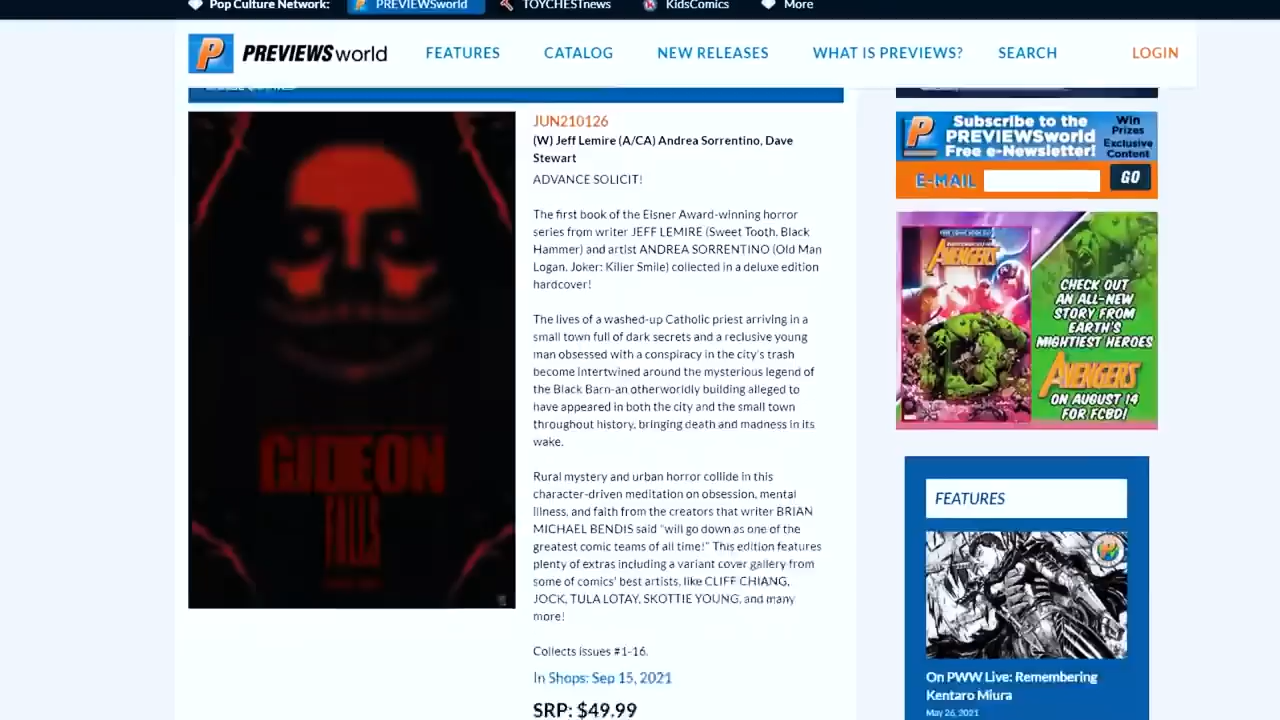 Pop Culture Network:
PREVIEWSworld
TOYCHESTnews
KidsComics
More
P
PREVIEWSworld
FEATURES
CATALOG
NEW RELEASES
WHAT IS PREVIEWS?
SEARCH
LOGIN
GIDEON
FALLS
JUN210126
(W) Jeff Lemire (A/CA) Andrea Sorrentino, Dave
Stewart
ADVANCE SOLICIT!
The first book of the Eisner Award-winning horror
series from writer JEFF LEMIRE (Sweet Tooth, Black
Hammer) and artist ANDREA SORRENTINO (Old Man
Logan, Joker: Killer Smile) collected in a deluxe edition
hardcover!
The lives of a washed-up Catholic priest arriving in a
small town full of dark secrets and a reclusive young
man obsessed with a conspiracy in the city's trash
become intertwined around the mysterious legend of
the Black Barn-an otherworldly building alleged to
have appeared in both the city and the small town
throughout history, bringing death and madness in its
wake.
Rural mystery and urban horror collide in this
character-driven meditation on obsession, mental
illness, and faith from the creators that writer BRIAN
MICHAEL BENDIS said "will go down as one of the
greatest comic teams of all time!" This edition features
plenty of extras including a variant cover gallery from
some of comics' best artists, like CLIFF CHIANG,
JOCK, TULA LOTAY, SKOTTIE YOUNG, and many
more!
Collects issues #1-16.
In Shops: Sep 15, 2021
SRP: $49.99
P
Subscribe to the
PREVIEWSworld
Free e-Newsletter!
Win
Prizes
Exclusive
Content
E-MAIL
GO
AVENGERS
CHECK OUT
AN ALL-NEW
STORY FROM
EARTH'S
MIGHTIEST HEROES
AVENGERS
ON AUGUST 14
FOR FCBD!
FEATURES
On PWW Live: Remembering
Kentaro Miura
May 26, 2021